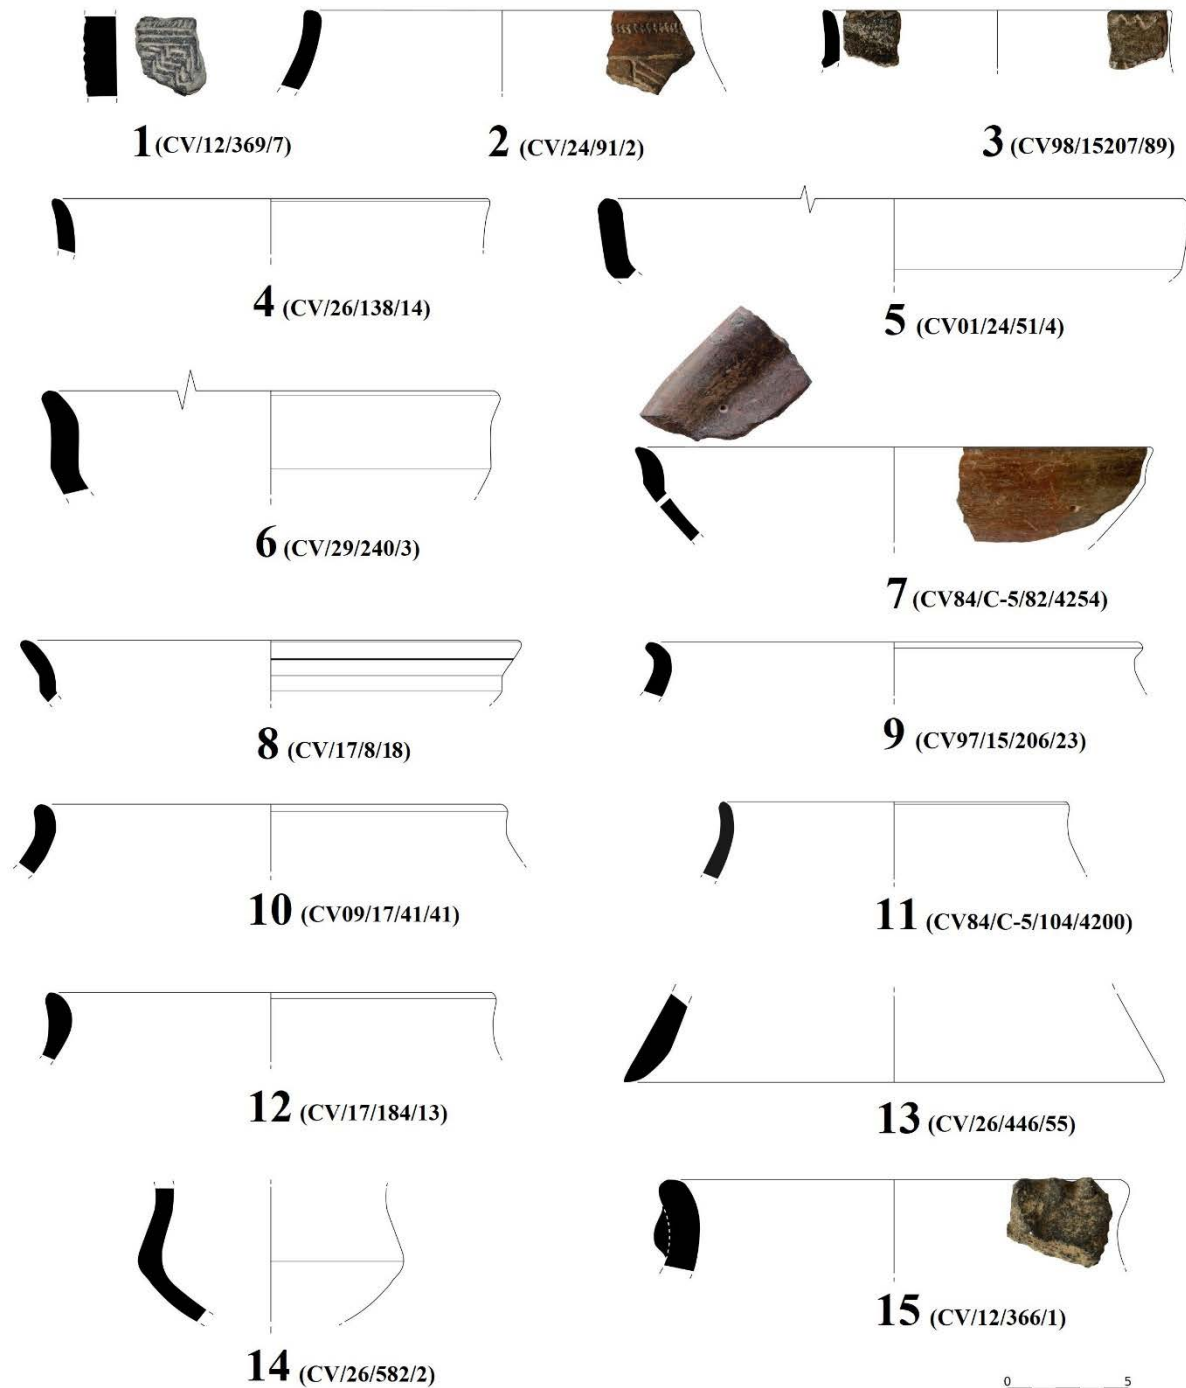 1 (CV/12/369/7)
2 (CV/24/91/2)
3 (CV98/15207/89)
4 (CV/26/138/14)
5 (CV01/24/51/4)
6 (CV/29/240/3)
7 (CV84/C-5/82/4254)
8 (CV/17/8/18)
9 (CV97/15/206/23)
10 (CV09/17/41/41)
11 (CV84/C-5/104/4200)
12 (CV/17/184/13)
13 (CV/26/446/55)
14 (CV/26/582/2)
15 (CV/12/366/1)
0 5